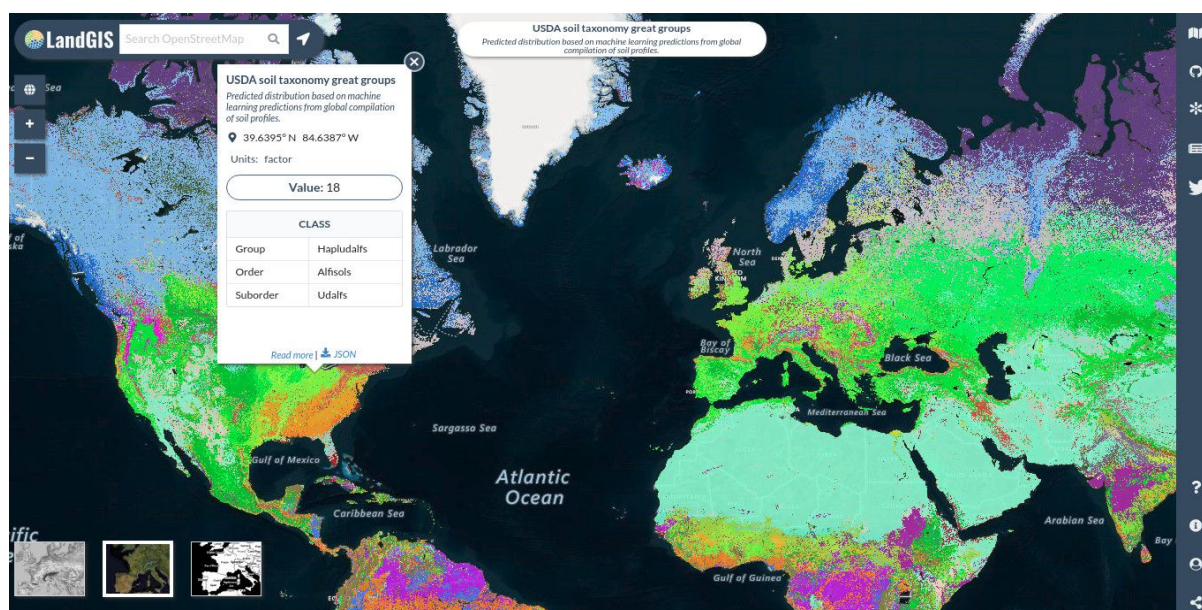 LandGIS
Search OpenStreetMap
USDA soil taxonomy great groups
Predicted distribution based on machine learning predictions from global
compilation of soil profiles.
USDA soil taxonomy great groups
Predicted distribution based on machine
learning predictions from global compilation
of soil profiles.
39.6395° N 84.6387° W
Units: factor
Value: 18
CLASS
Group Hapludalfs
Order Alfisols
Suborder Udalfs
Read more | JSON
Sea
Labrador
Sea
North
Sea
Bay of
Biscay
Black Sea
Mediterranean Sea
Sargasso Sea
Gulf of Mexico
Atlantic
Ocean
Caribbean Sea
Arabian Sea
Gulf of Guinea
Bay